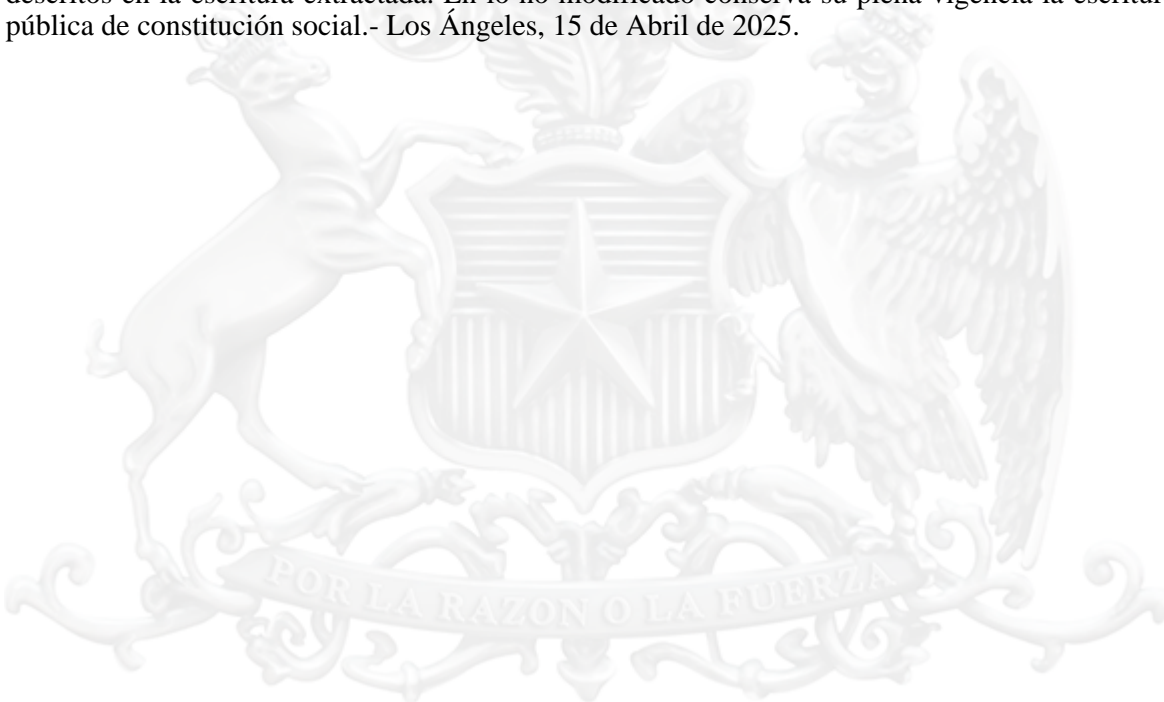 descritos en la escritura extractada. En lo no modificado conserva su plena vigencia la escritur
pública de constitución social.- Los Ángeles, 15 de Abril de 2025.
POR LA RAZON O LA FUERZA